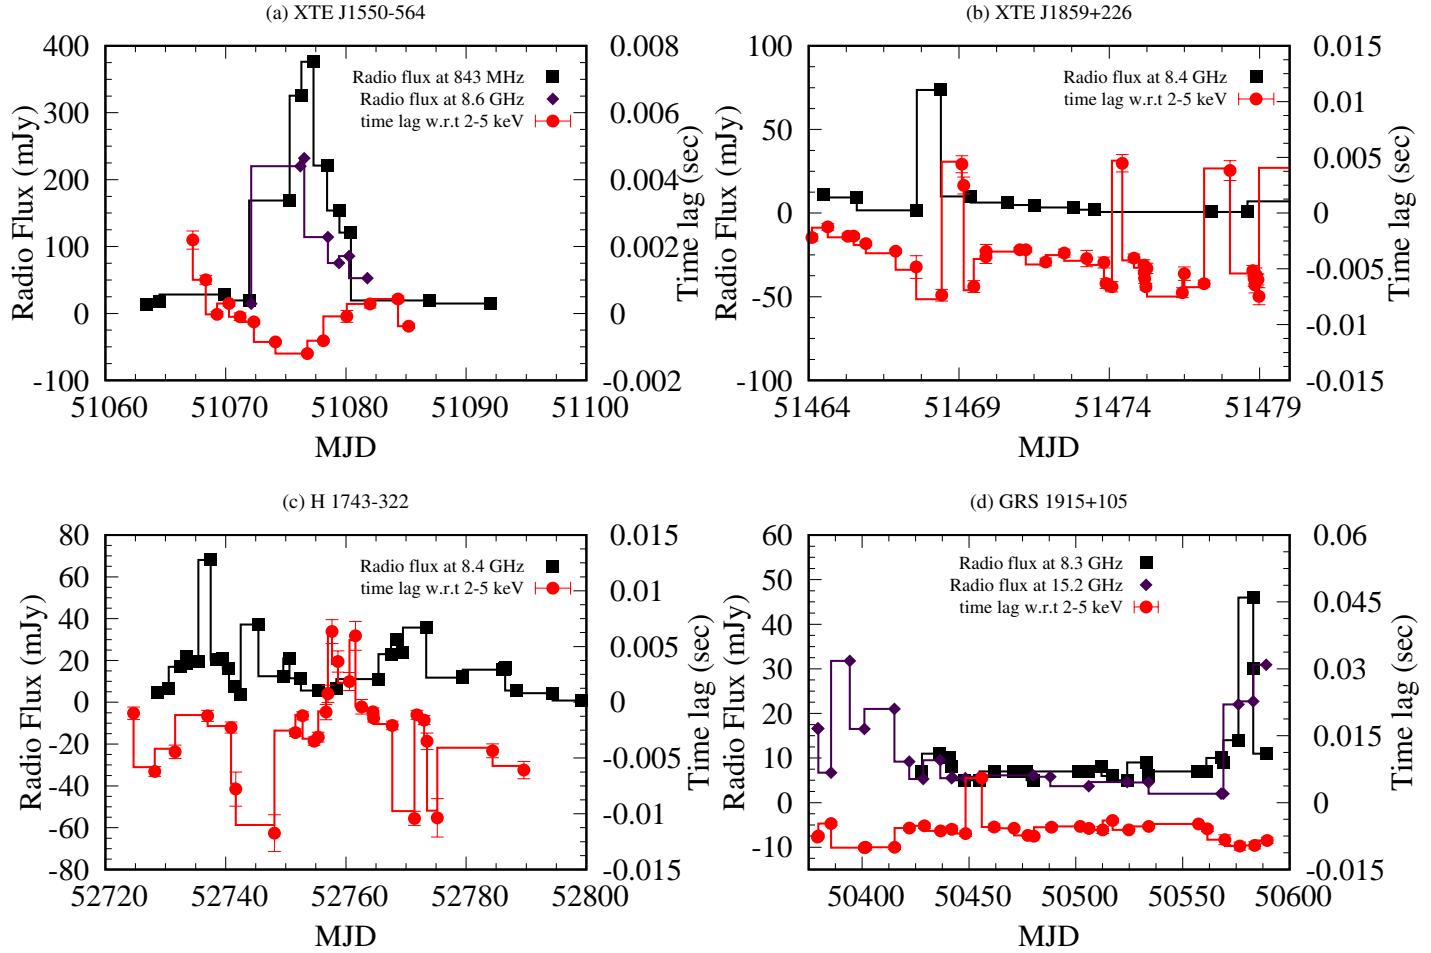 (a) XTE J1550-564
400
300
200
100
0
-100
0.008
0.006
0.004
0.002
0
-0.002
Radio flux at 843 MHz
Radio flux at 8.6 GHz
time lag w.r.t 2-5 keV
Radio Flux (mJy)
Time lag (sec)
51060 51070 51080 51090 51100
MJD
(b) XTE J1859+226
100
50
0
-50
-100
0.015
0.01
0.005
0
-0.005
-0.01
-0.015
Radio flux at 8.4 GHz
time lag w.r.t 2-5 keV
Radio Flux (mJy)
Time lag (sec)
51464 51469 51474 51479
MJD
(c) H 1743-322
80
60
40
20
0
-20
-40
-60
-80
0.015
0.01
0.005
0
-0.005
-0.01
-0.015
Radio flux at 8.4 GHz
time lag w.r.t 2-5 keV
Radio Flux (mJy)
Time lag (sec)
52720 52740 52760 52780 52800
MJD
(d) GRS 1915+105
60
50
40
30
20
10
0
-10
0.06
0.045
0.03
0.015
0
-0.015
Radio flux at 8.3 GHz
Radio flux at 15.2 GHz
time lag w.r.t 2-5 keV
Radio Flux (mJy)
Time lag (sec)
50400 50450 50500 50550 50600
MJD